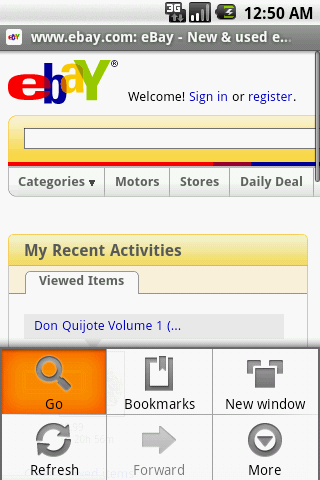 3G 12:50 AM
www.ebay.com: eBay - New & used e...
ebaY®
Welcome! Sign in or register.
Categories Motors Stores Daily Deal
My Recent Activities
Viewed Items
Don Quijote Volume 1 (...
Go Bookmarks New window
Refresh Forward More